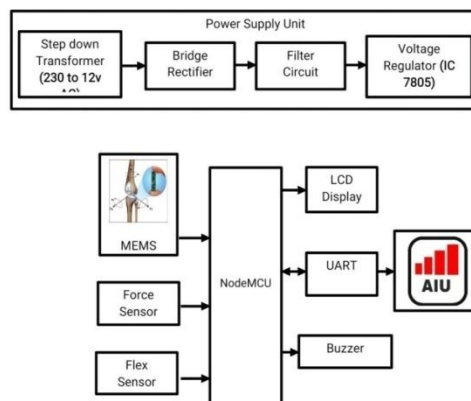 Power Supply Unit
Step down
Transformer
(230 to 12v
Bridge
Rectifier
Filter
Circuit
Voltage
Regulator (IC
7805)
MEMS
Force
Sensor
Flex
Sensor
NodeMCU
LCD
Display
UART
AIU
Buzzer